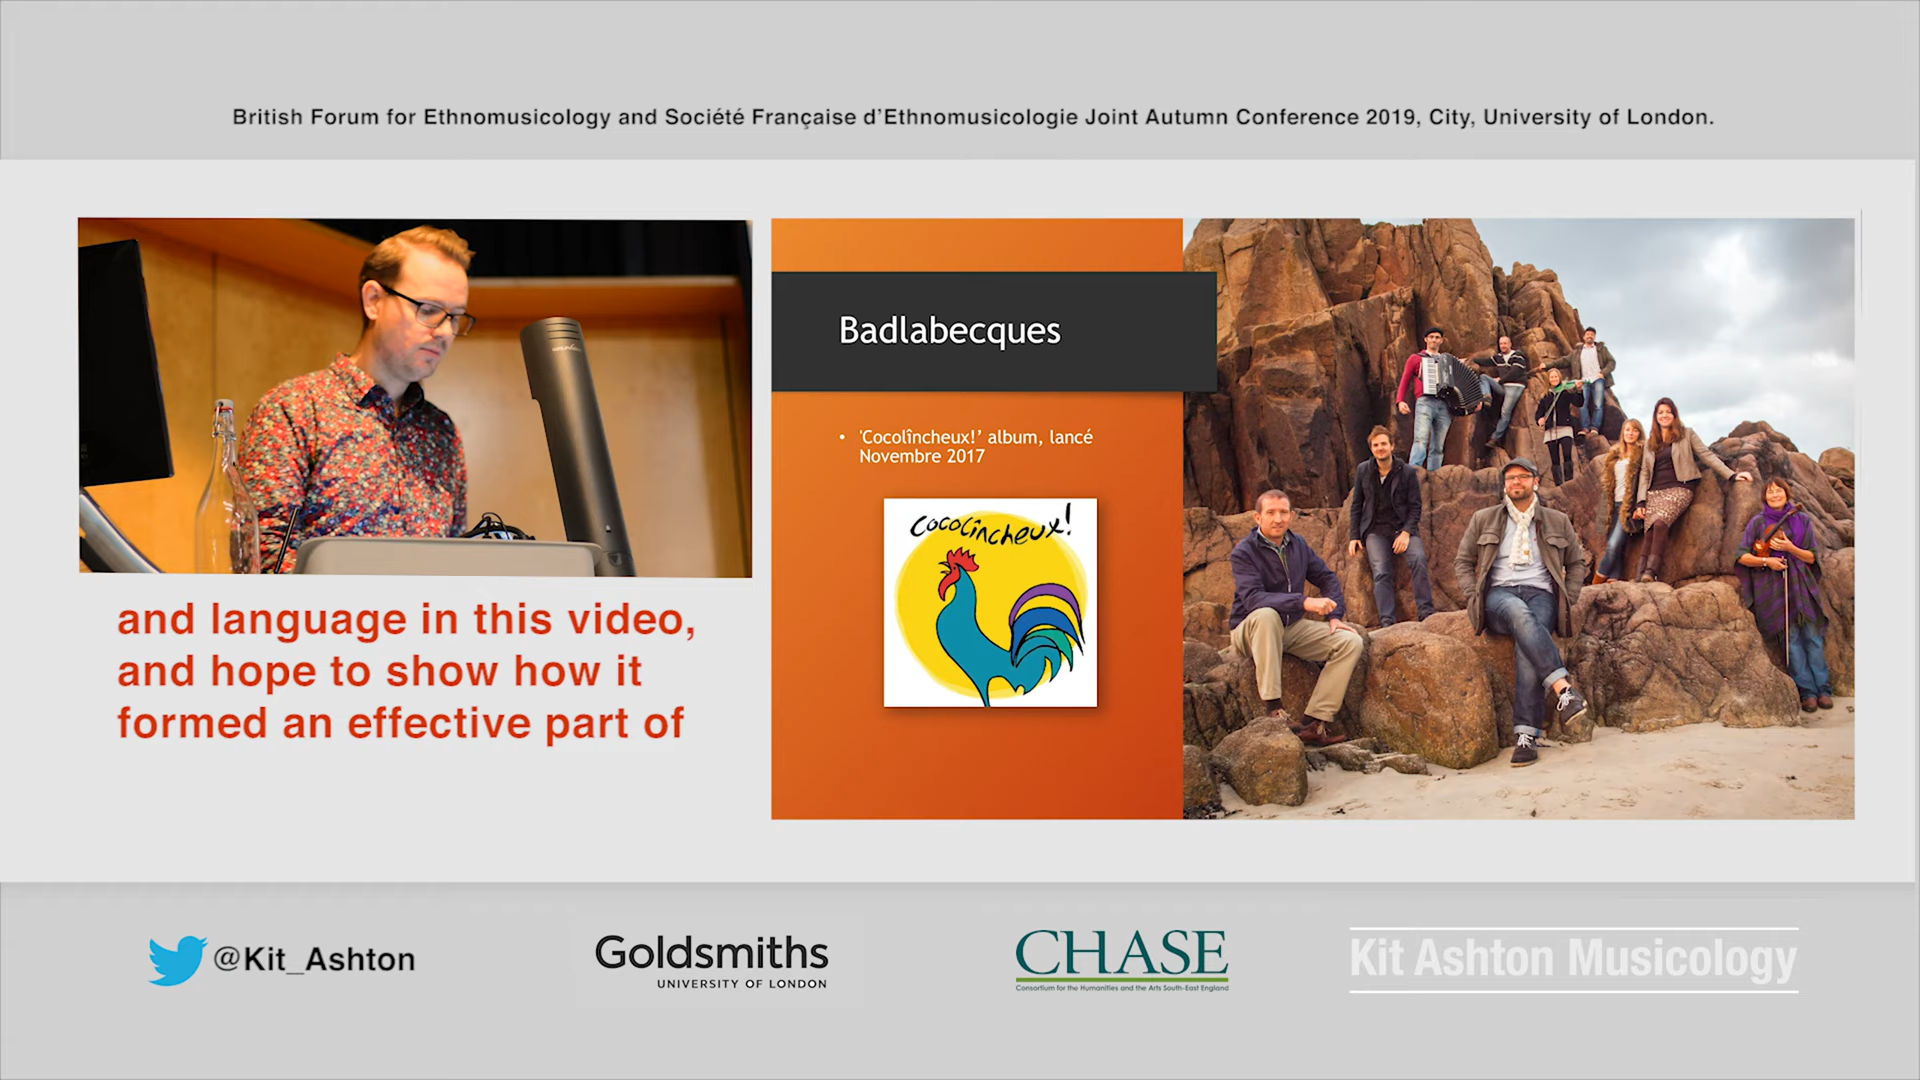 British Forum for Ethnomusicology and Société Française d'Ethnomusicologie Joint Autumn Conference 2019, City, University of London.
and language in this video,
and hope to show how it
formed an effective part of
Badlabecques
• 'Cocolîncheux!’ album, lancé
Novembre 2017
cocolîncheux!
@Kit_Ashton
Goldsmiths
UNIVERSITY OF LONDON
CHASE
Consortium for the Humanities and the Arts South-East England
Kit Ashton Musicology